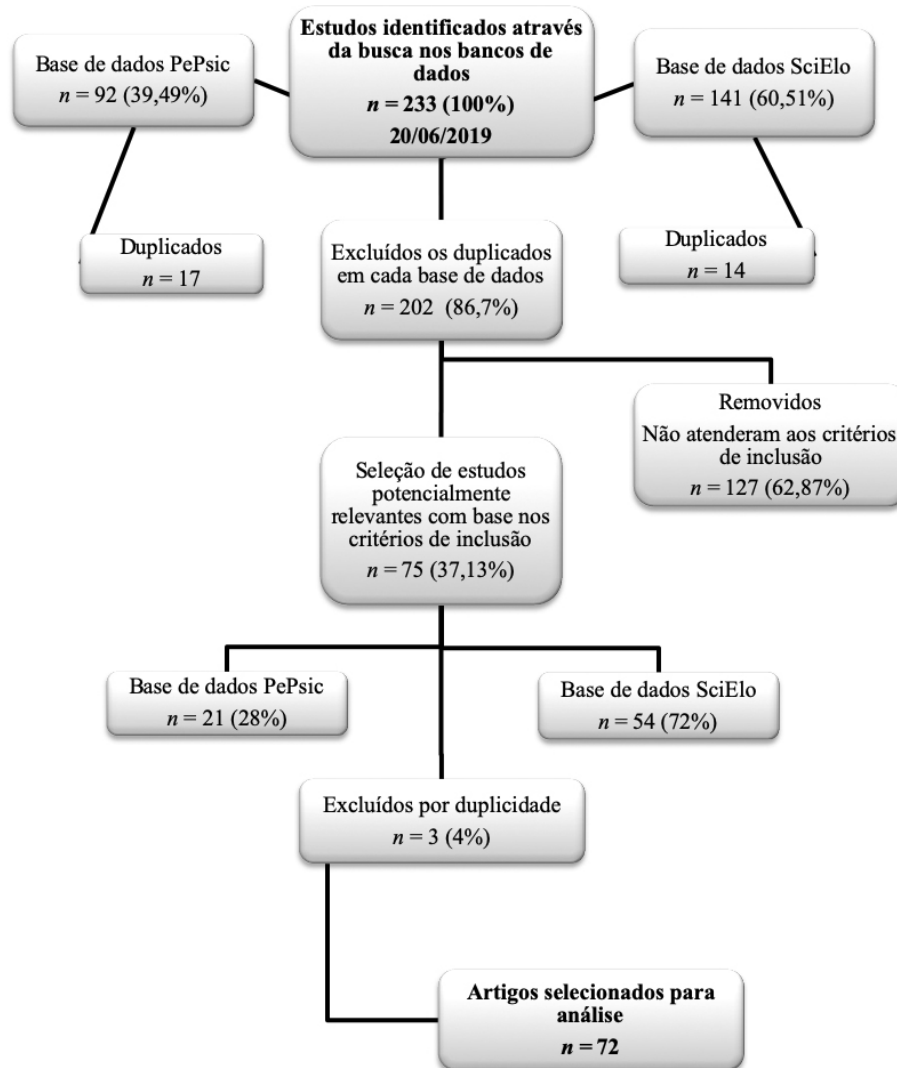 Estudos identificados através
da busca nos bancos de
dados
n = 233 (100%)
20/06/2019
Base de dados PePsic
n = 92 (39,49%)
Base de dados SciElo
n = 141 (60,51%)
Duplicados
n = 17
Excluídos os duplicados
em cada base de dados
n = 202 (86,7%)
Duplicados
n = 14
Removidos
Não atenderam aos critérios
de inclusão
n = 127 (62,87%)
Seleção de estudos
potencialmente
relevantes com base nos
critérios de inclusão
n = 75 (37,13%)
Base de dados PePsic
n = 21 (28%)
Base de dados SciElo
n = 54 (72%)
Excluídos por duplicidade
n = 3 (4%)
Artigos selecionados para
análise
n = 72